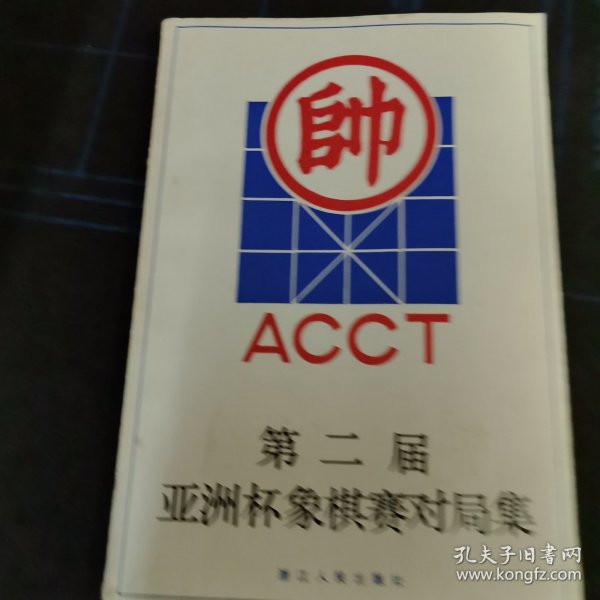 帥
ACCT
第二届
亚洲杯象棋赛对局集
浙江人民出版社
孔夫子旧书网
www.kongfz.com